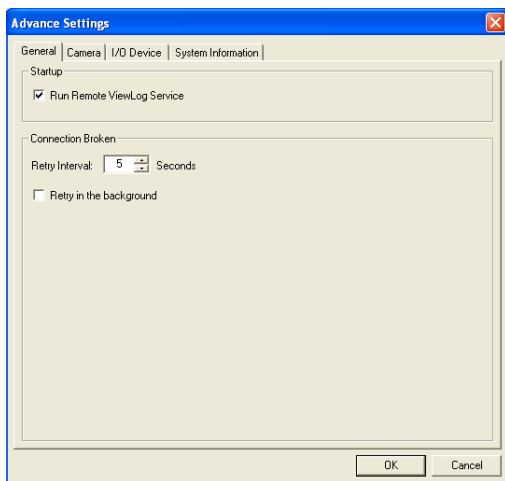 Advance Settings
General Camera I/O Device System Information
Startup
Run Remote ViewLog Service
Connection Broken
Retry Interval: 5 Seconds
Retry in the background
OK Cancel